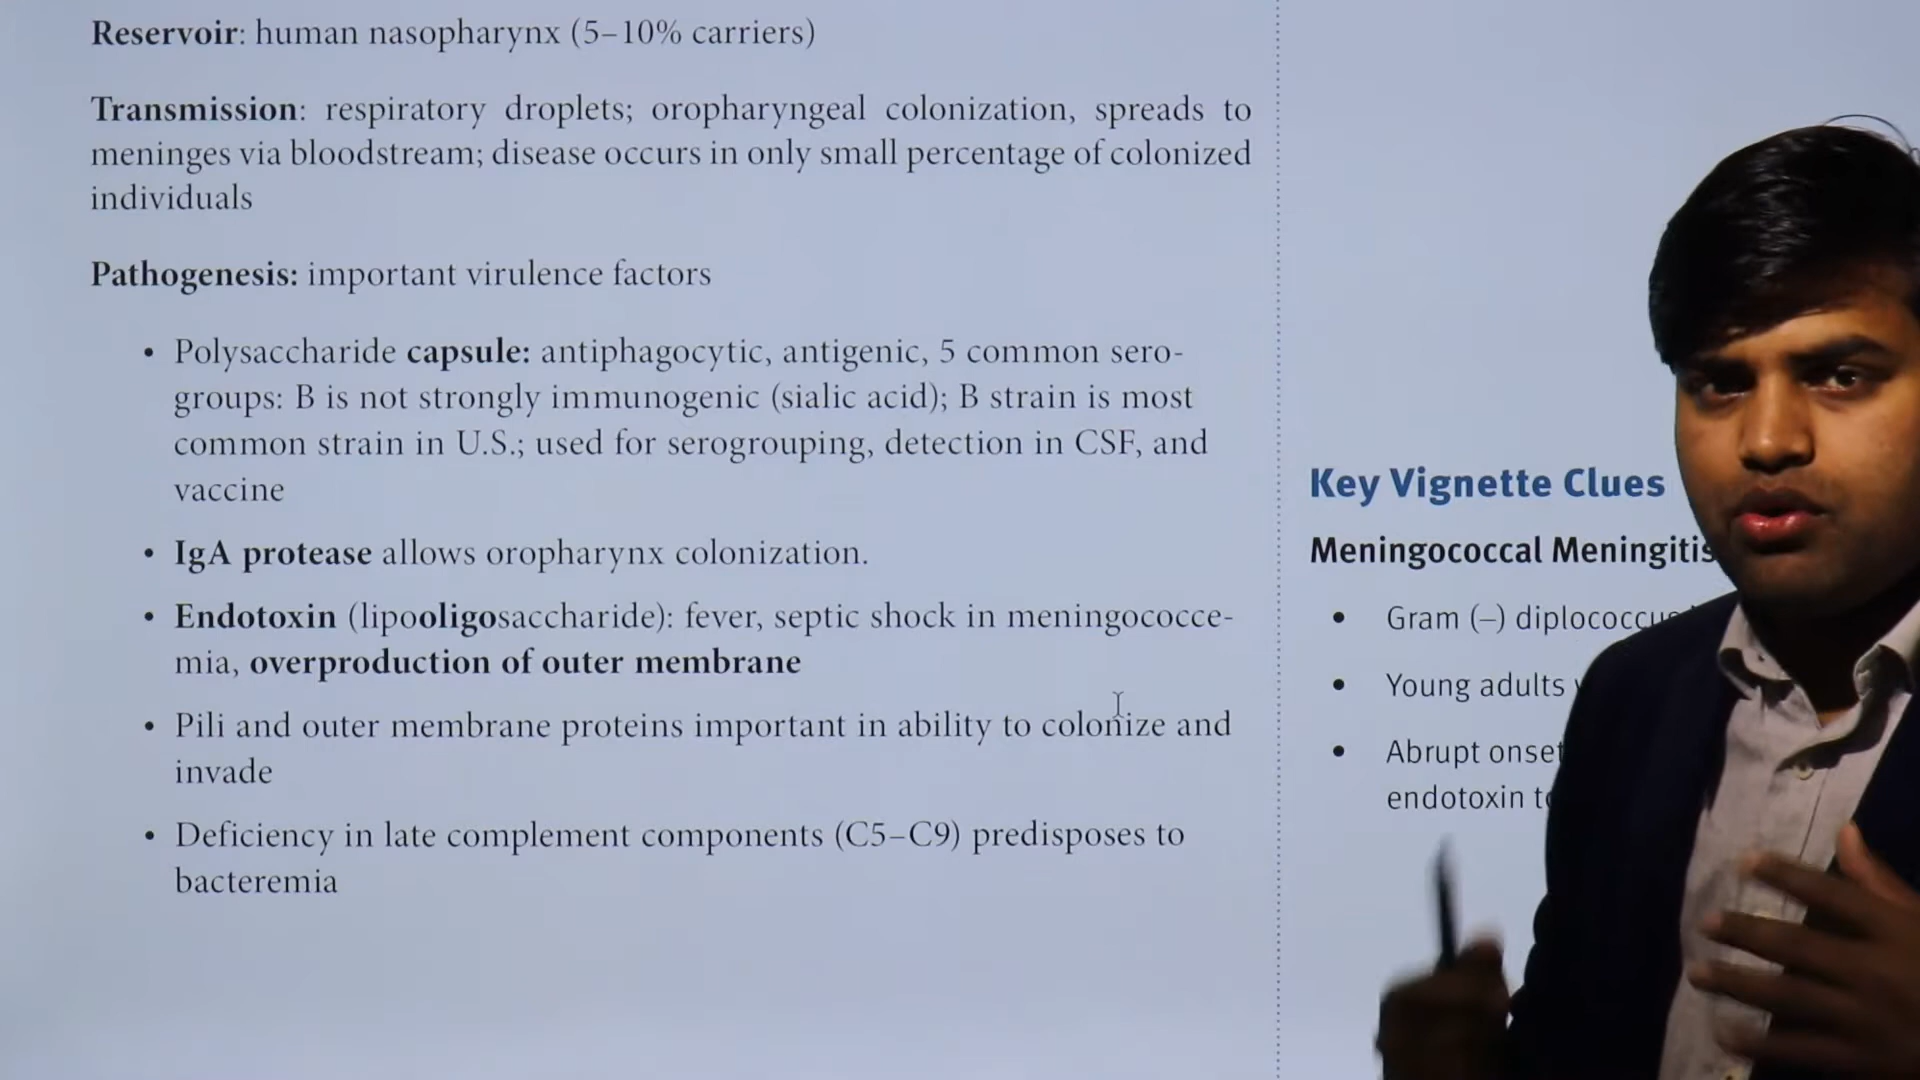 Reservoir: human nasopharynx (5–10% carriers)
Transmission: respiratory droplets; oropharyngeal colonization, spreads to
meninges via bloodstream; disease occurs in only small percentage of colonized
individuals
Pathogenesis: important virulence factors
• Polysaccharide capsule: antiphagocytic, antigenic, 5 common sero-
groups: B is not strongly immunogenic (sialic acid); B strain is most
common strain in U.S.; used for serogrouping, detection in CSF, and
vaccine
• IgA protease allows oropharynx colonization.
• Endotoxin (lipooligosaccharide): fever, septic shock in meningococce-
mia, overproduction of outer membrane
• Pili and outer membrane proteins important in ability to colonize and
invade
• Deficiency in late complement components (C5–C9) predisposes to
bacteremia
Key Vignette Clues
Meningococcal Meningitis
• Gram (–) diplococcus
• Young adults
• Abrupt onset
endotoxin